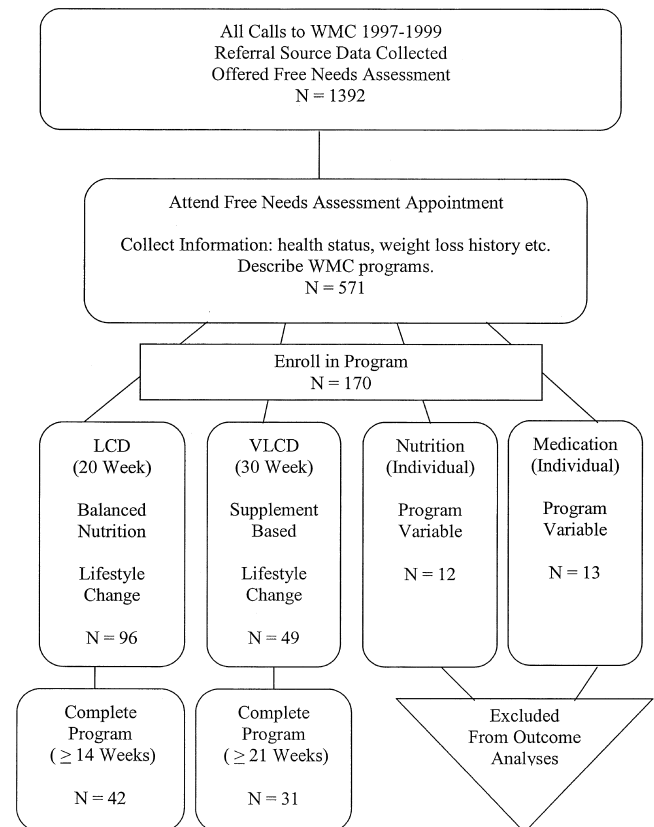 All Calls to WMC 1997-1999
Referral Source Data Collected
Offered Free Needs Assessment
N = 1392
Attend Free Needs Assessment Appointment
Collect Information: health status, weight loss history etc.
Describe WMC programs.
N = 571
Enroll in Program
N = 170
LCD
(20 Week)
Balanced
Nutrition
Lifestyle
Change
N = 96
VLCD
(30 Week)
Supplement
Based
Lifestyle
Change
N = 49
Nutrition
(Individual)
Program
Variable
N = 12
Medication
(Individual)
Program
Variable
N = 13
Complete
Program
(≥ 14 Weeks)
N = 42
Complete
Program
(≥ 21 Weeks)
N = 31
Excluded
From Outcome
Analyses